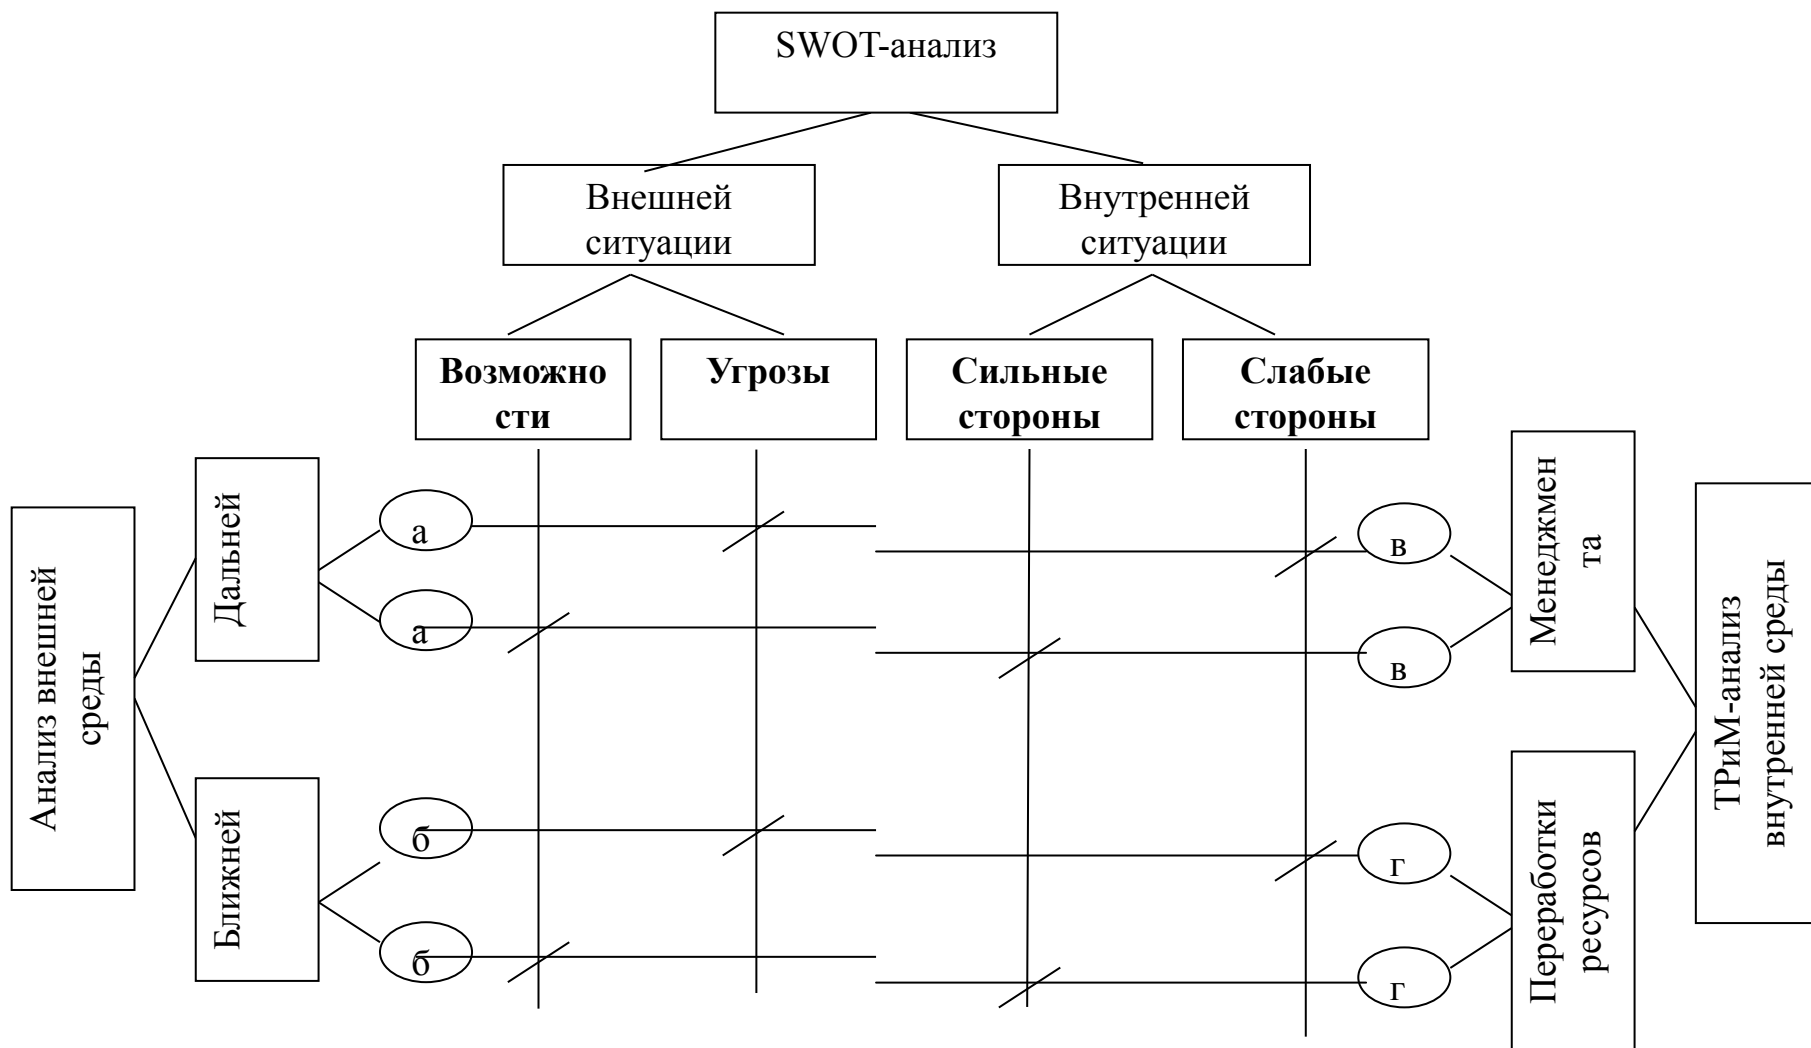 SWOT-анализ
Внешней
ситуации
Внутренней
ситуации
Возможно
сти
Угрозы
Сильные
стороны
Слабые
стороны
Анализ внешней
среды
Дальней
Ближней
а
а
б
б
в
в
г
г
Менеджмен
та
Переработки
ресурсов
ТРиМ-анализ
внутренней среды